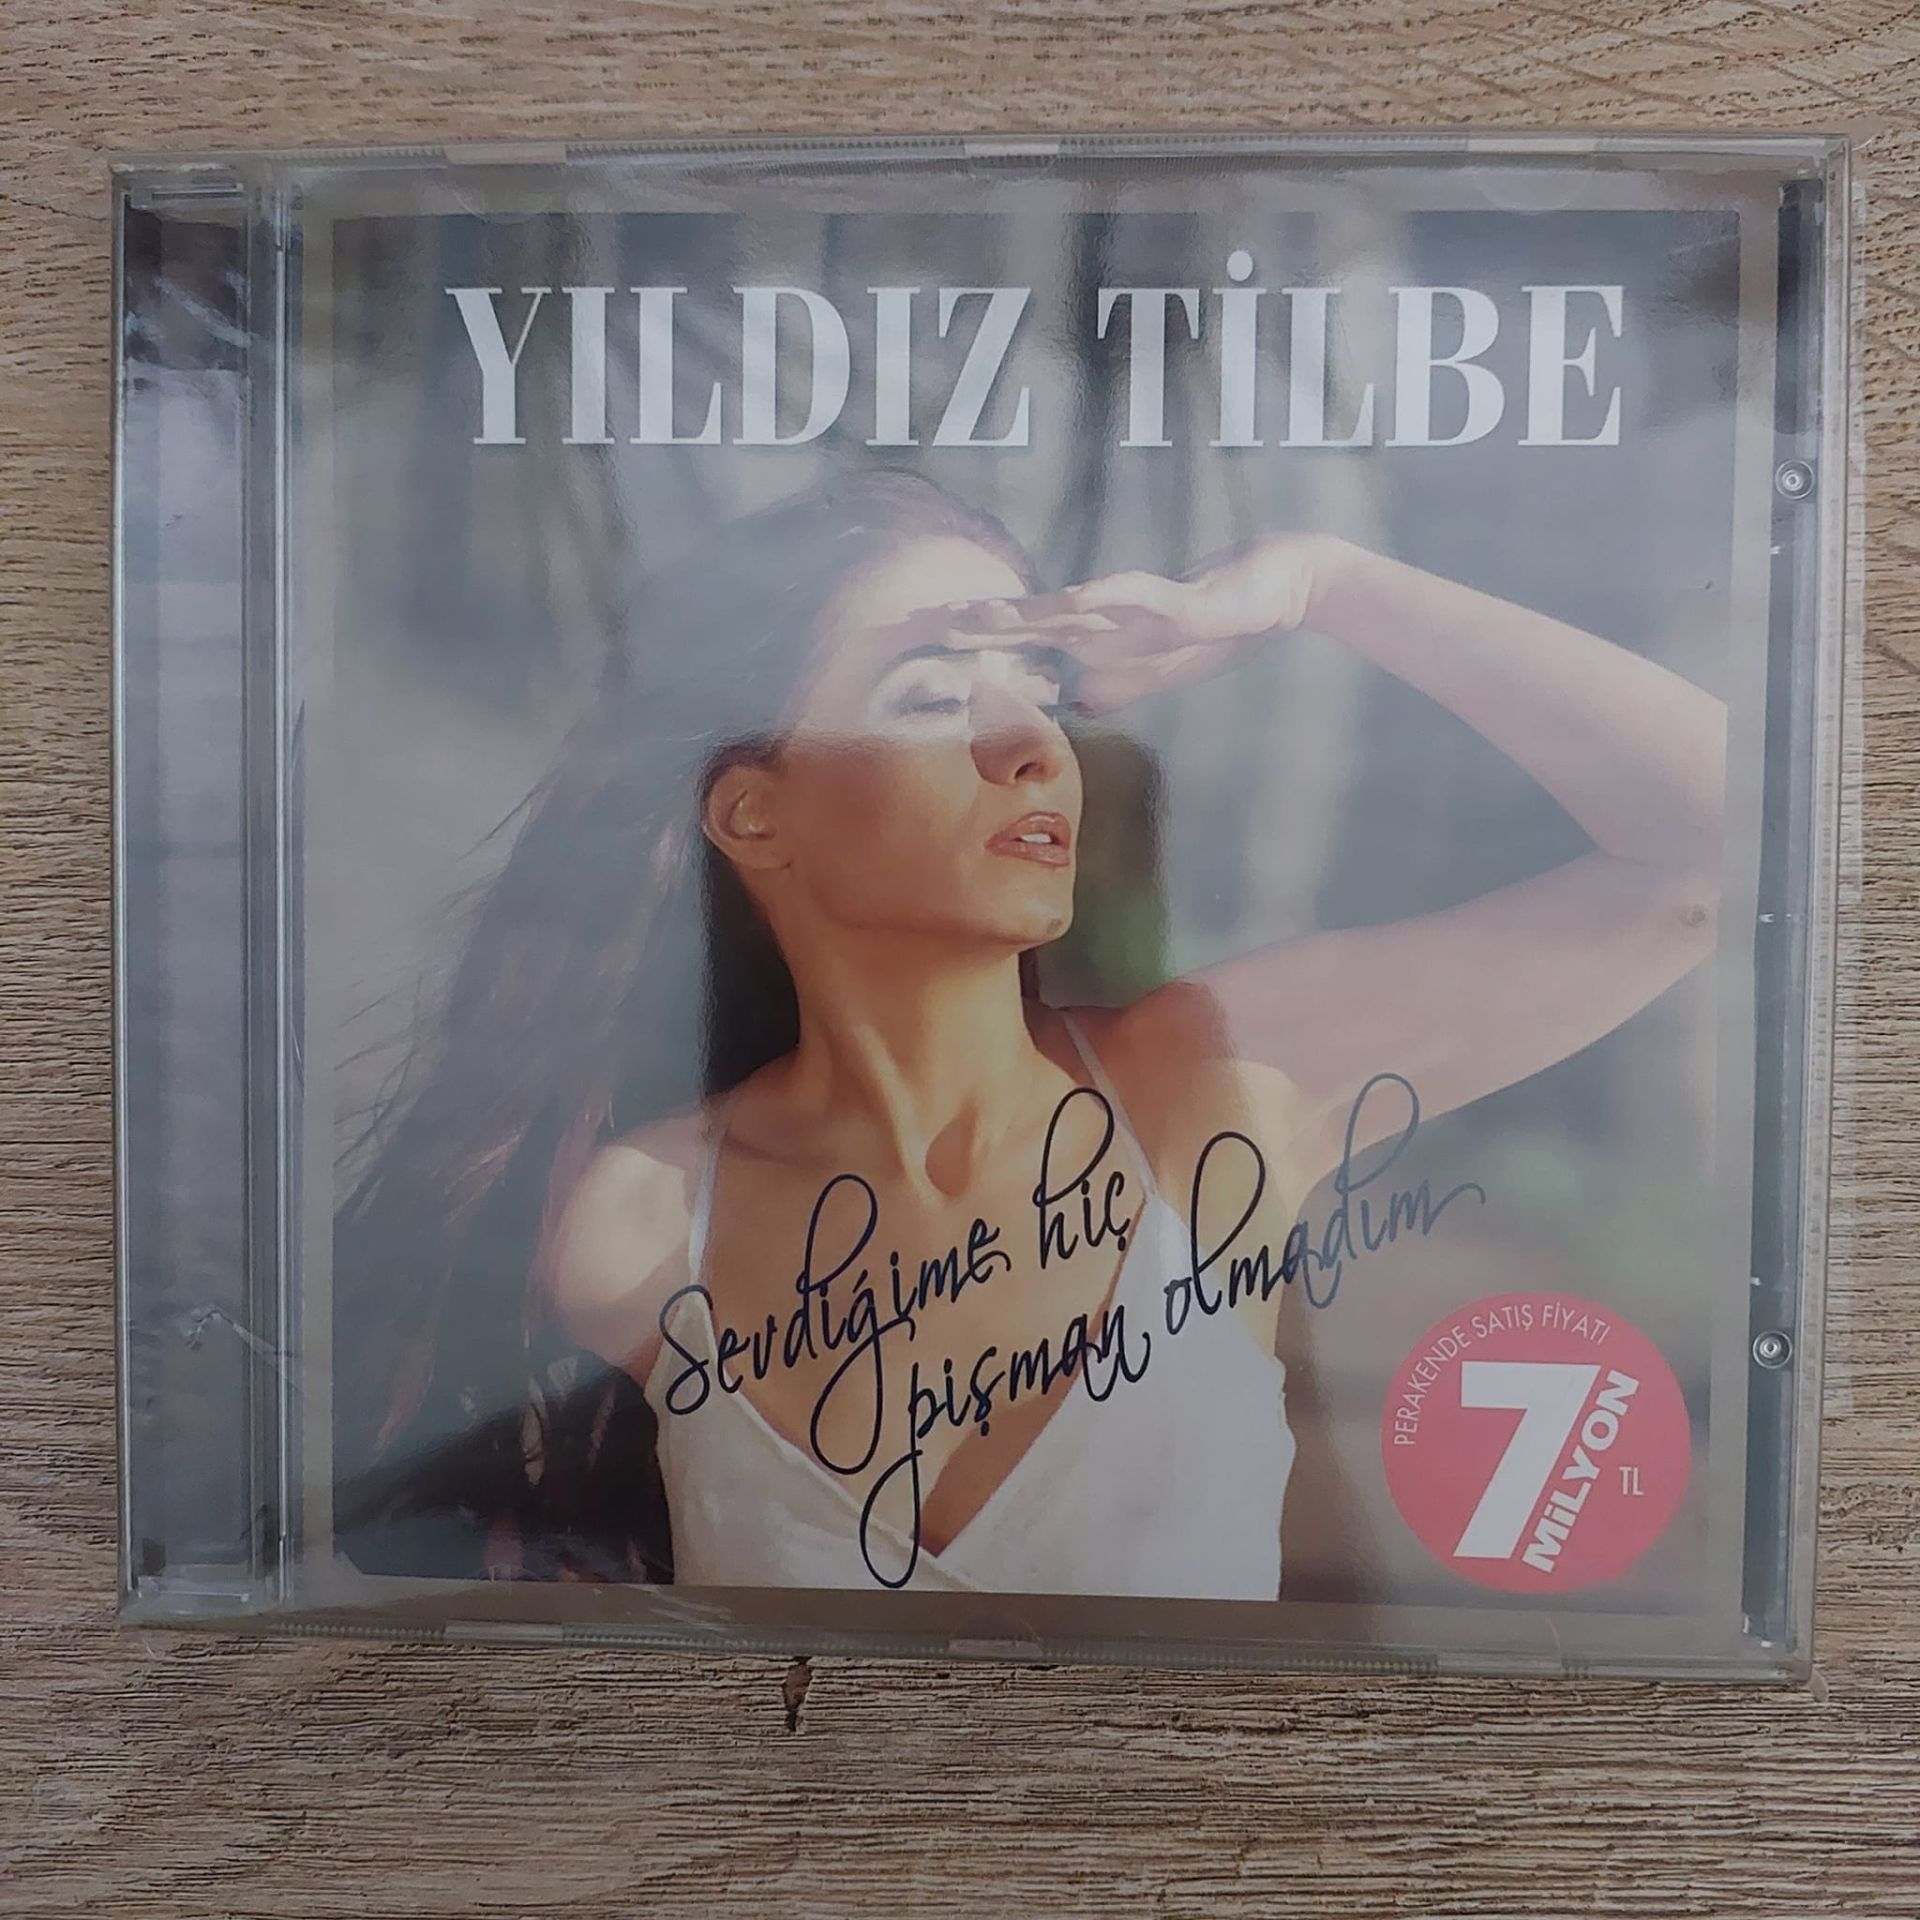 YILDIZ TİLBE
Sevdiğime hiç
pişman olmadım
PERAKENDE SATIŞ FİYATI
7
MİLYON
TL